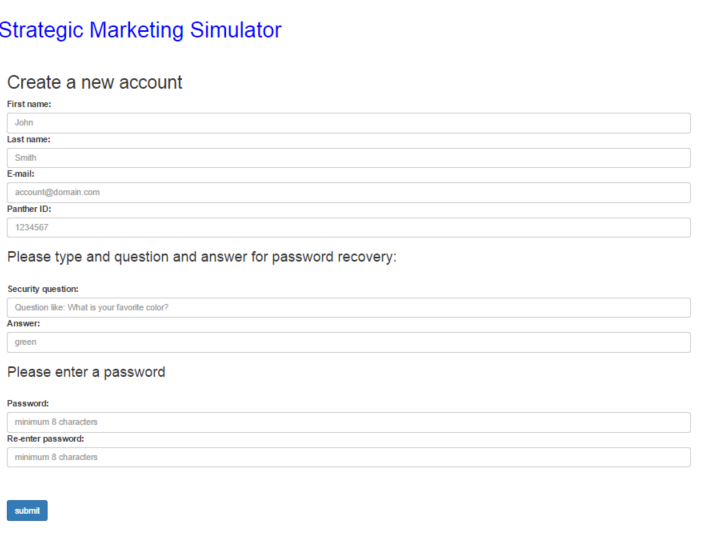 Strategic Marketing Simulator
Create a new account
First name:
John
Last name:
Smith
E-mail:
account@domain.com
Panther ID:
1234567
Please type and question and answer for password recovery:
Security question:
Question like: What is your favorite color?
Answer:
green
Please enter a password
Password:
minimum 8 characters
Re-enter password:
minimum 8 characters
submit